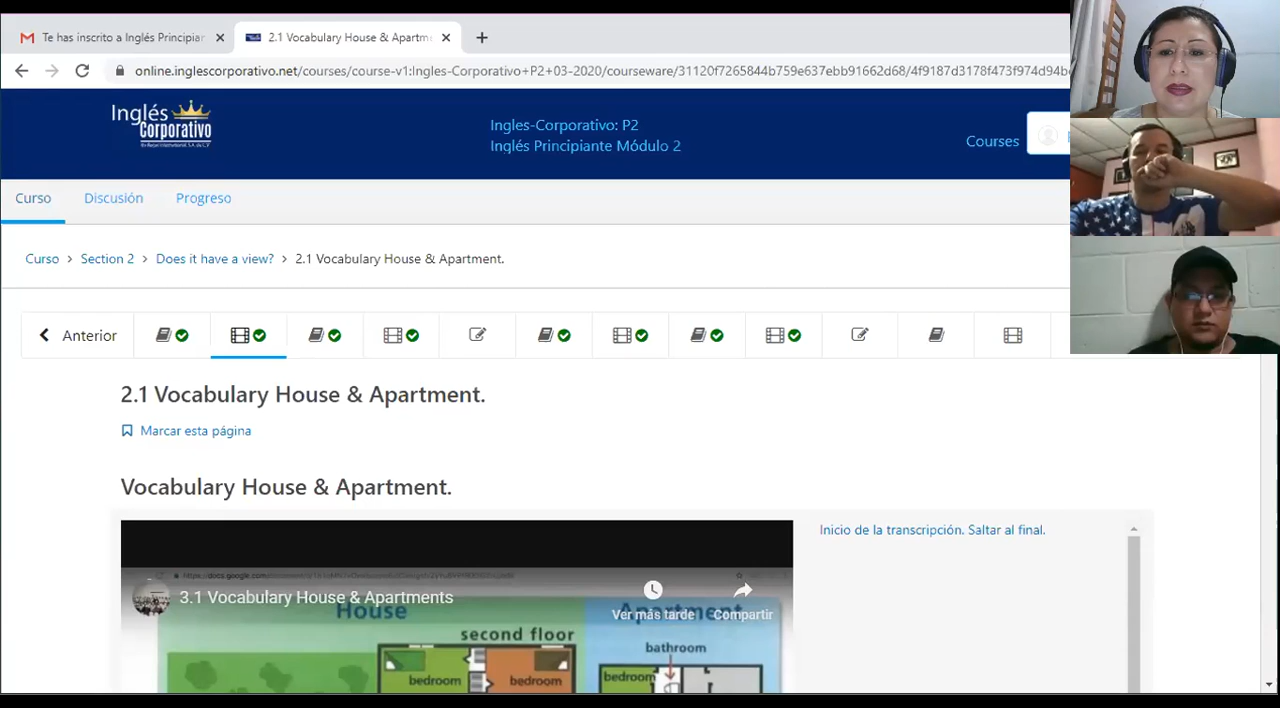 Te has inscrito a Inglés Principian
2.1 Vocabulary House & Apartm
online.inglescorporativo.net/courses/course-v1:Ingles-Corporativo+P2+03-2020/courseware/31120f7265844b759e637ebb91662d68/4f9187d3178f473f974d94b
Inglés
Corporativo
Ingles-Corporativo: P2
Inglés Principiante Módulo 2
Courses
Curso
Discusión
Progreso
Curso > Section 2 > Does it have a view? > 2.1 Vocabulary House & Apartment.
Anterior
2.1 Vocabulary House & Apartment.
Marcar esta página
Vocabulary House & Apartment.
Inicio de la transcripción. Saltar al final.
3.1 Vocabulary House & Apartments
Ver más tarde
Compartir
House
Apartment
second floor
bathroom
bedroom
bedroom
bedroom